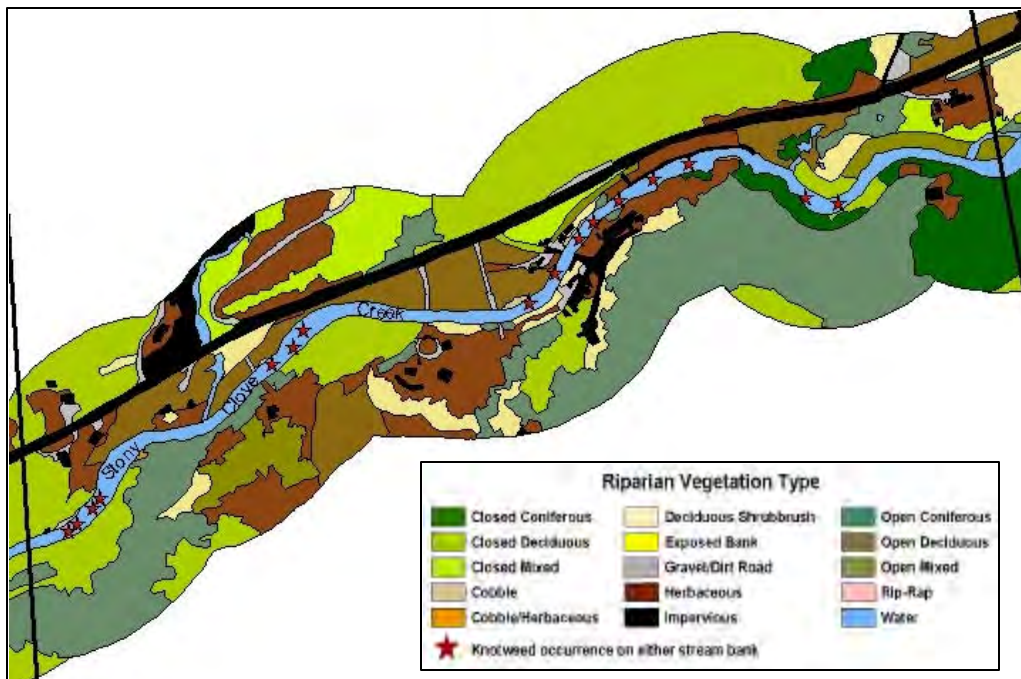 Stony Clove Creek
Riparian Vegetation Type
Closed Coniferous
Closed Deciduous
Closed Mixed
Cobble
Cobble/Herbaceous
Deciduous Shrubbrush
Exposed Bank
Gravel/Dirt Road
Herbaceous
Impervious
Open Coniferous
Open Deciduous
Open Mixed
Rip-Rap
Water
Knotweed occurrence on either stream bank